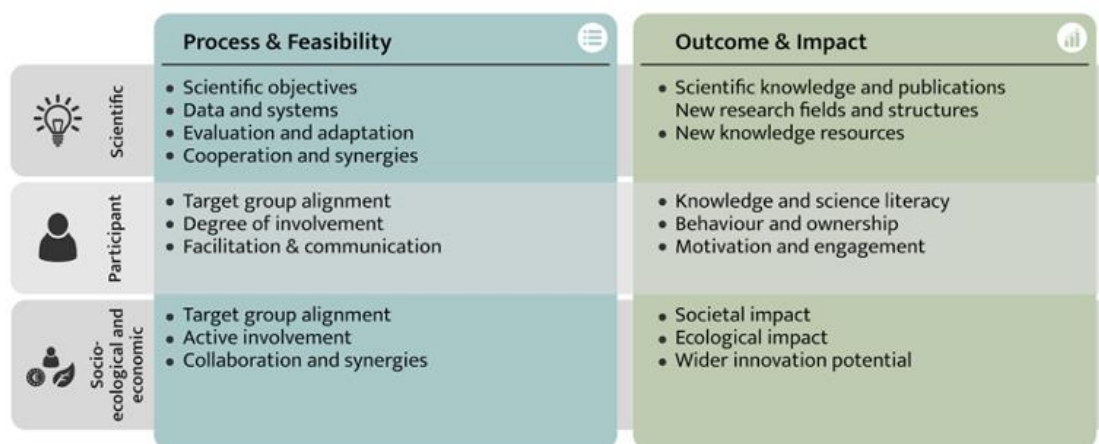 Process & Feasibility
Outcome & Impact
Scientific
• Scientific objectives
• Data and systems
• Evaluation and adaptation
• Cooperation and synergies
• Scientific knowledge and publications
New research fields and structures
• New knowledge resources
Participant
• Target group alignment
• Degree of involvement
• Facilitation & communication
• Knowledge and science literacy
• Behaviour and ownership
• Motivation and engagement
Socio-
ecological and
economic
• Target group alignment
• Active involvement
• Collaboration and synergies
• Societal impact
• Ecological impact
• Wider innovation potential